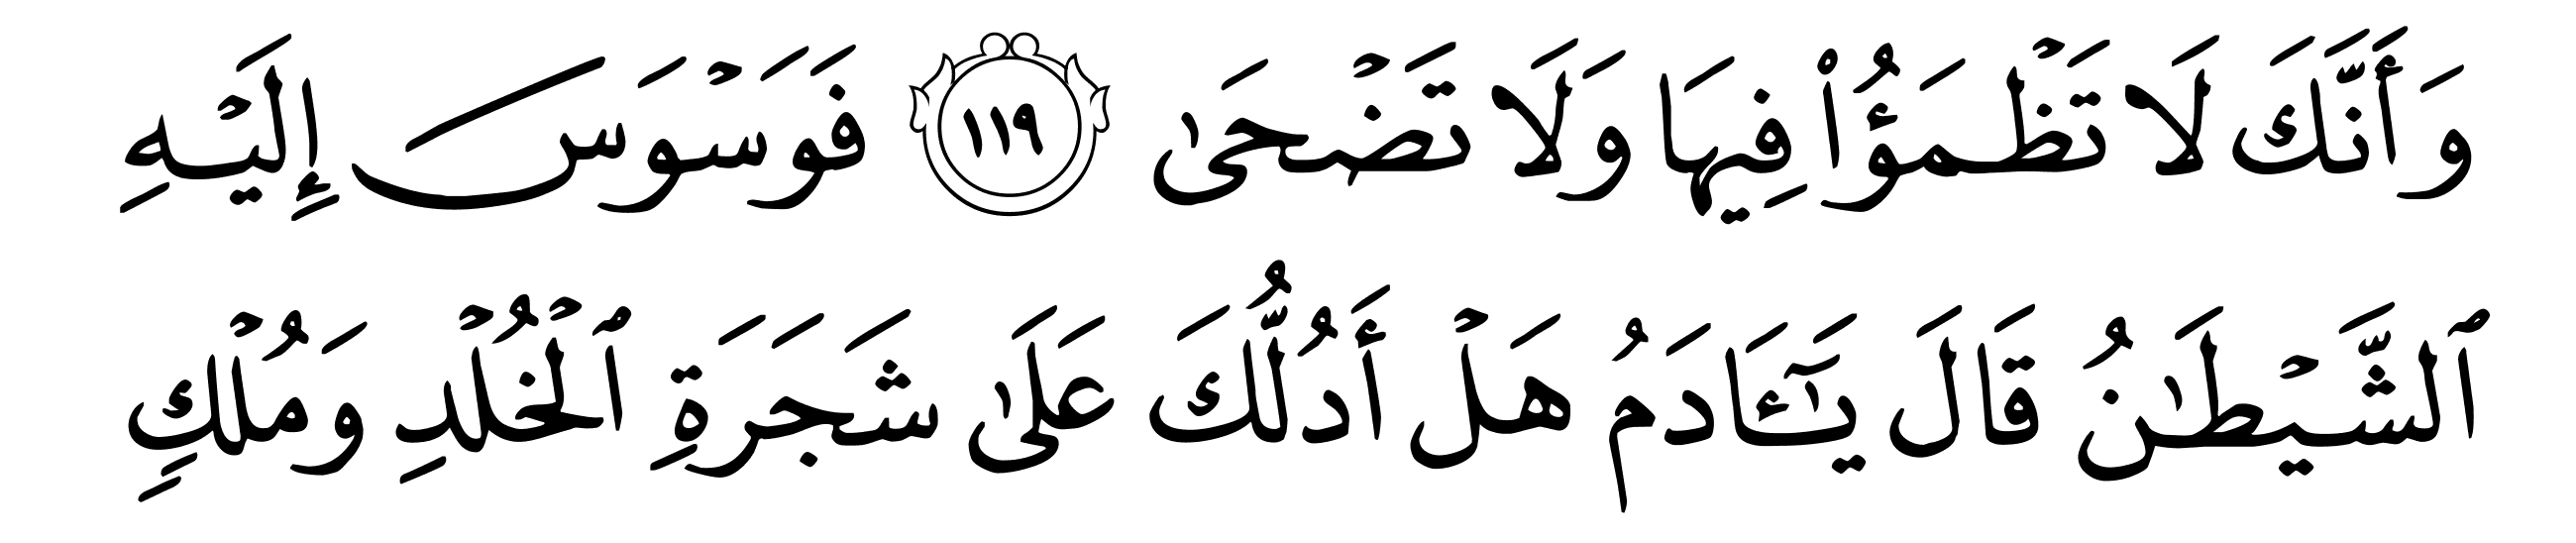 وَأَنَّكَ لَا تَظْمَؤُا۟ فِيهَا وَلَا تَضْحَىٰ ١١٩ فَوَسْوَسَ إِلَيْهِ
ٱلشَّيْطَـٰنُ قَالَ يَـٰٓـَٔادَمُ هَلْ أَدُلُّكَ عَلَىٰ شَجَرَةِ ٱلْخُلْدِ وَمُلْكٍ